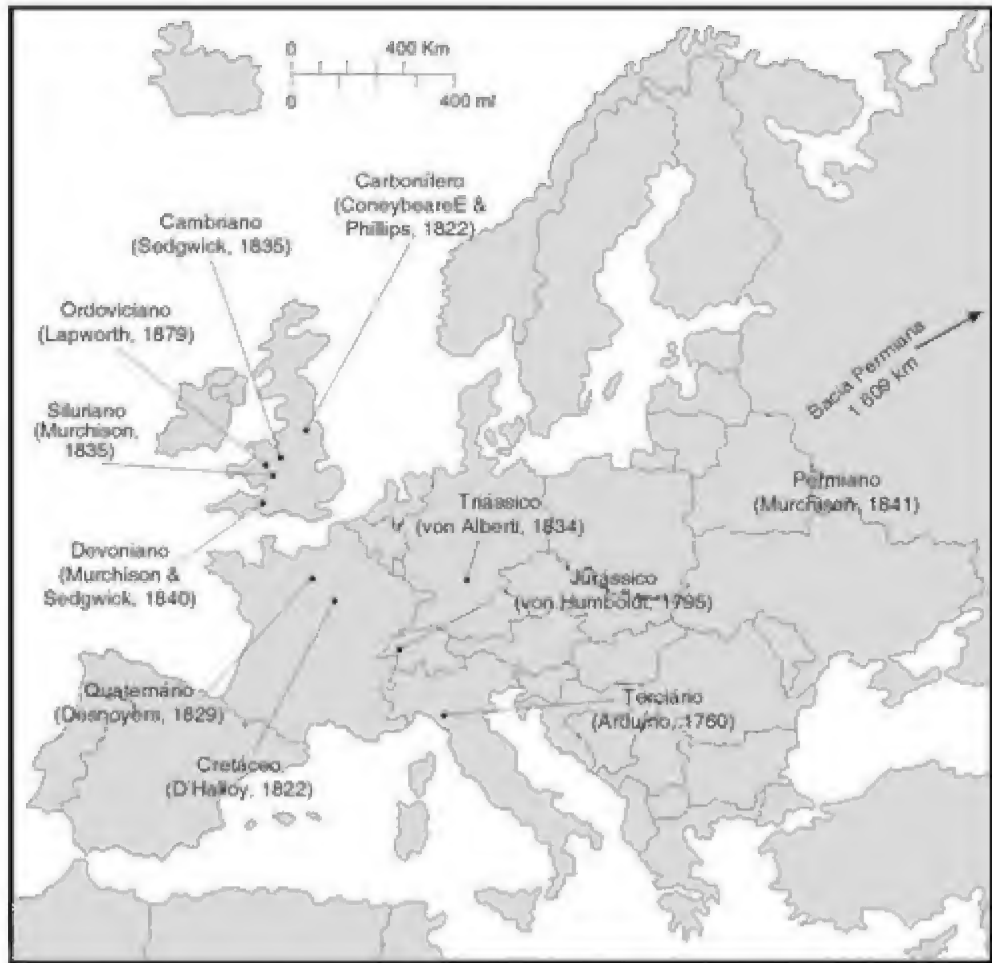 0 400 Km
0 400 mi
Carbonífero
(ConeybeareE &
Phillips, 1822)
Cambriano
(Sedgwick, 1835)
Ordoviciano
(Lapworth, 1879)
Siluriano
(Murchison,
1835)
Bacia Permiana
1 609 km
Permiano
(Murchison, 1841)
Triássico
(von Alberti, 1834)
Devoniano
(Murchison &
Sedgwick, 1840)
Jurássico
(von Humboldt, 1795)
Quaternário
(Desnoyers, 1829)
Terciário
(Arduino, 1760)
Cretáceo
(D'Halloy, 1822)